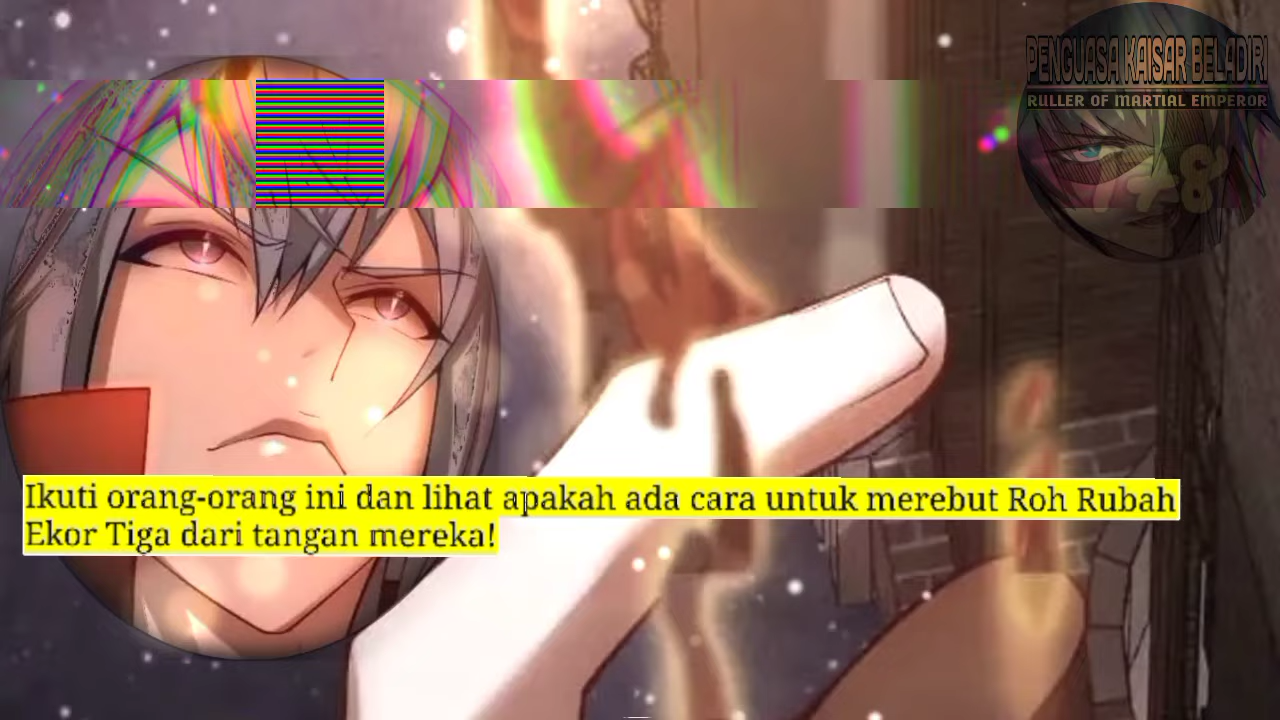 PENGUASA KAISAR BELADIRI
RULLER OF MARTIAL EMPEROR
Ikuti orang-orang ini dan lihat apakah ada cara untuk merebut Roh Rubah
Ekor Tiga dari tangan mereka!